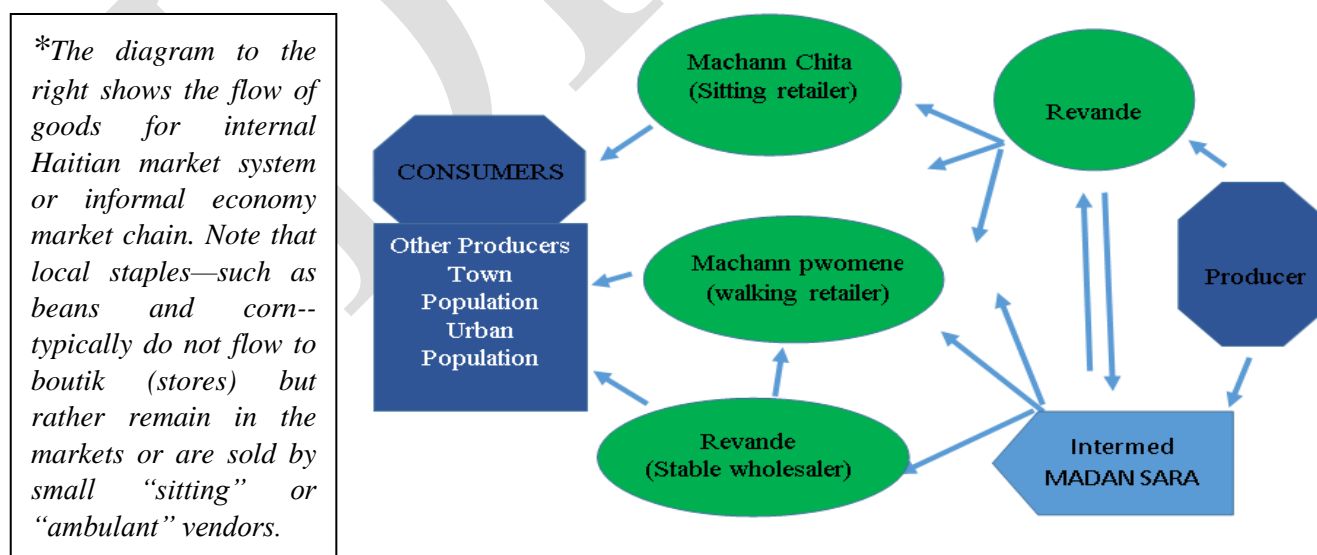 *The diagram to the
right shows the flow of
goods for internal
Haitian market system
or informal economy
market chain. Note that
local staples—such as
beans and corn--
typically do not flow to
boutik (stores) but
rather remain in the
markets or are sold by
small “sitting” or
“ambulant” vendors.
Machann Chita
(Sitting retailer)
Revande
CONSUMERS
Other Producers
Town
Population
Urban
Population
Machann pwomene
(walking retailer)
Producer
Revande
(Stable wholesaler)
Intermed
MADAN SARA